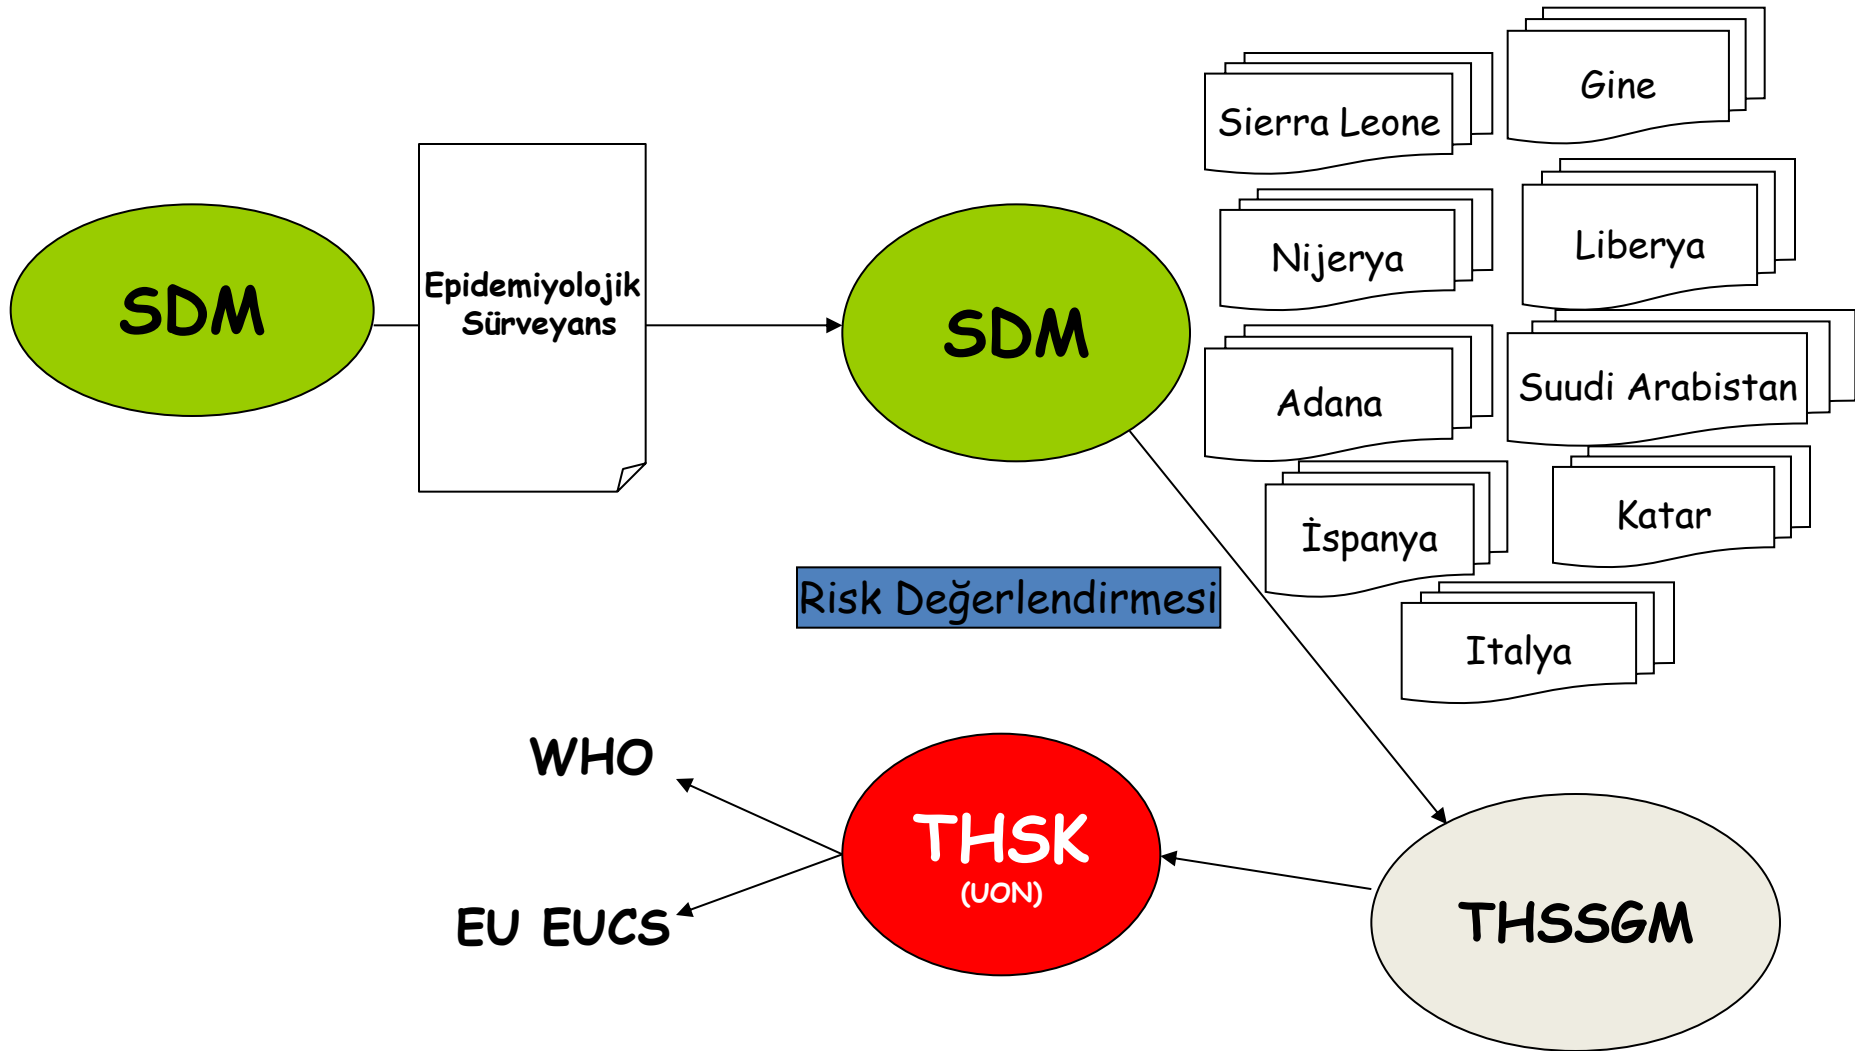 SDM
Epidemiyolojik
Sürveyans
SDM
Sierra Leone
Gine
Nijerya
Liberya
Adana
Suudi Arabistan
İspanya
Katar
Italya
Risk Değerlendirmesi
WHO
EU EUCS
THSK
(UON)
THSSGM